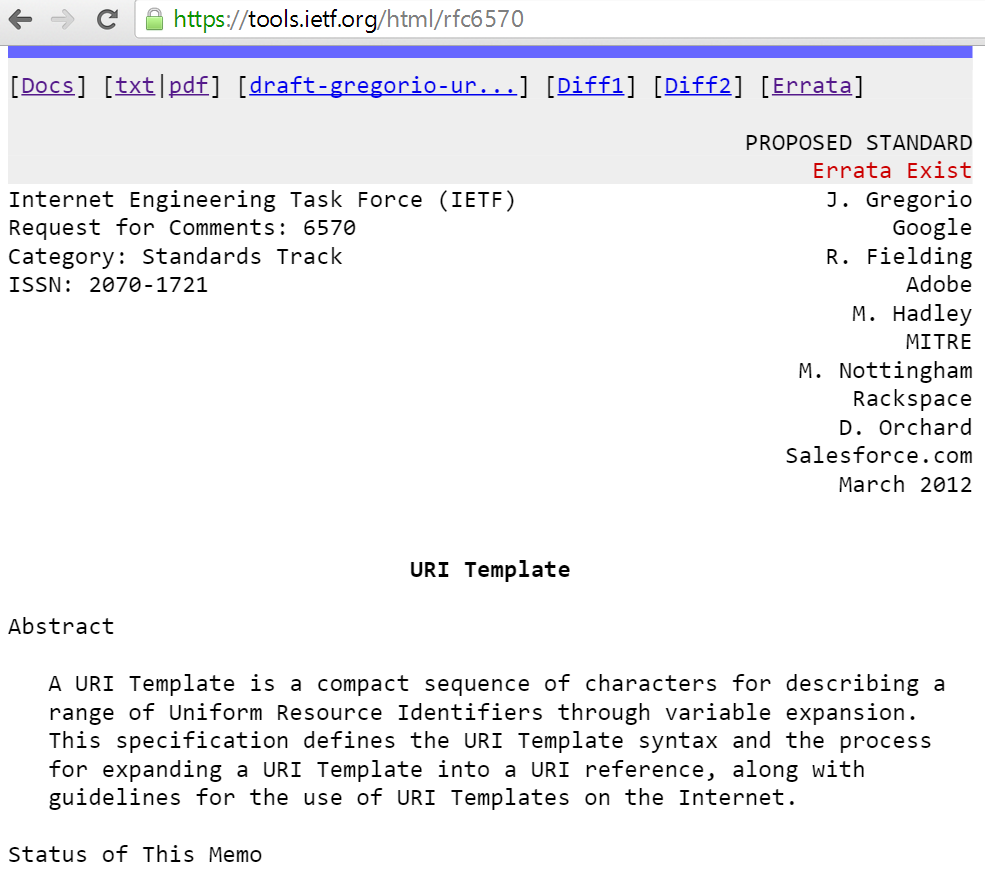 https://tools.ietf.org/html/rfc6570
[Docs] [txt|pdf] [draft-gregorio-ur...] [Diff1] [Diff2] [Errata]
PROPOSED STANDARD
Errata Exist
Internet Engineering Task Force (IETF) J. Gregorio
Request for Comments: 6570 Google
Category: Standards Track R. Fielding
ISSN: 2070-1721 Adobe
M. Hadley
MITRE
M. Nottingham
Rackspace
D. Orchard
Salesforce.com
March 2012
URI Template
Abstract
A URI Template is a compact sequence of characters for describing a
range of Uniform Resource Identifiers through variable expansion.
This specification defines the URI Template syntax and the process
for expanding a URI Template into a URI reference, along with
guidelines for the use of URI Templates on the Internet.
Status of This Memo